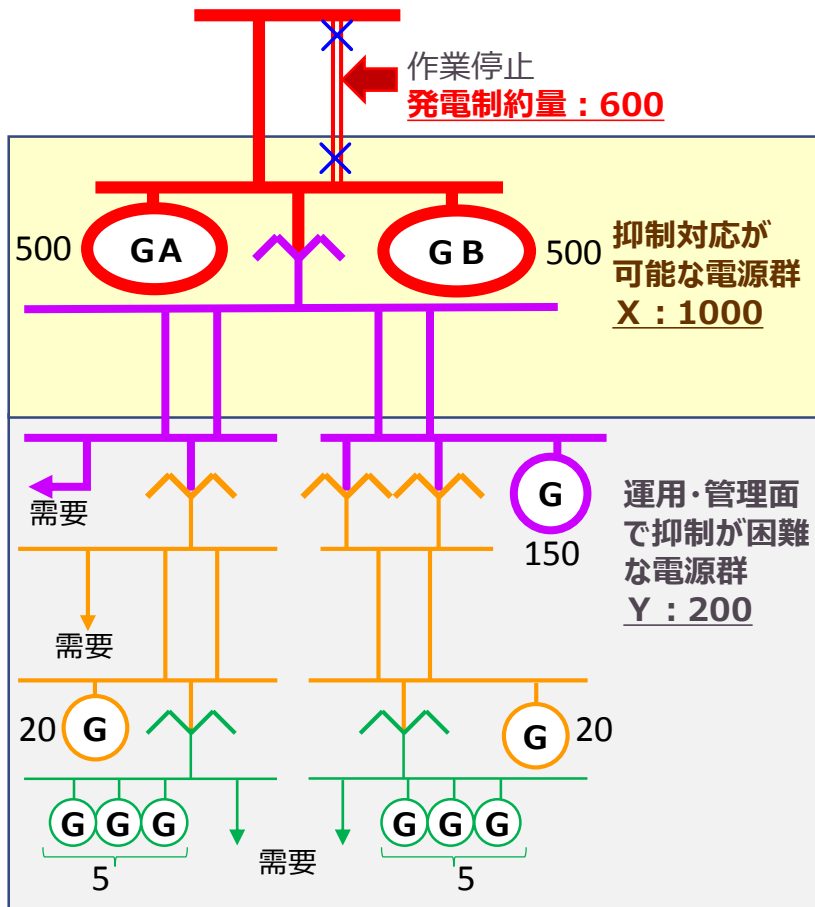 作業停止
発電制約量：600
500
GA
GB
500
抑制対応が
可能な電源群
X：1000
需要
G
150
運用・管理面
で抑制が困難
な電源群
Y：200
需要
20
G
G
20
G G G
G G G
5
需要
5